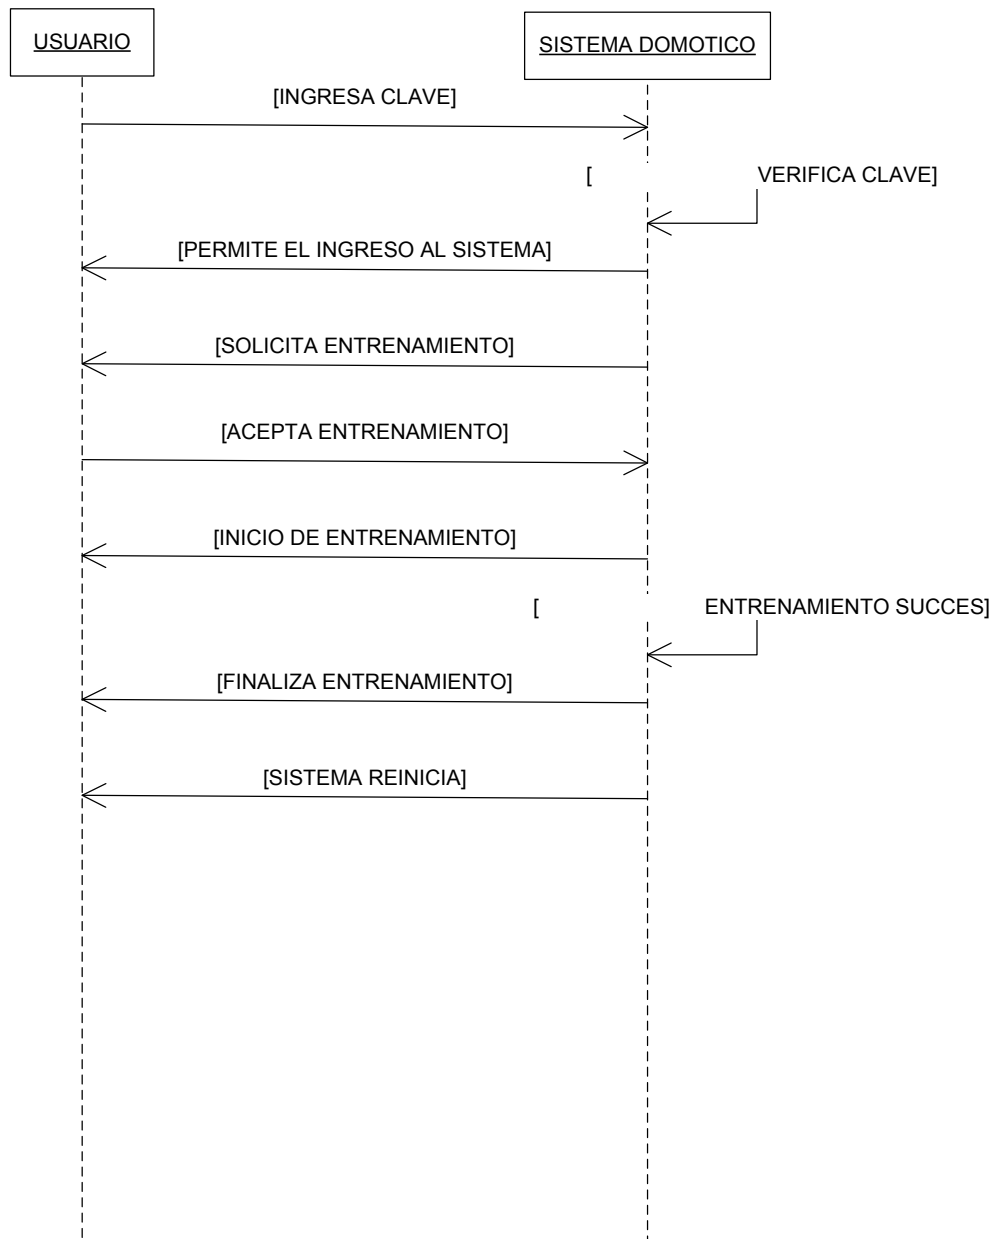 USUARIO
SISTEMA DOMOTICO
[INGRESA CLAVE]
[ VERIFICA CLAVE]
[PERMITE EL INGRESO AL SISTEMA]
[SOLICITA ENTRENAMIENTO]
[ACEPTA ENTRENAMIENTO]
[INICIO DE ENTRENAMIENTO]
[ ENTRENAMIENTO SUCCES]
[FINALIZA ENTRENAMIENTO]
[SISTEMA REINICIA]